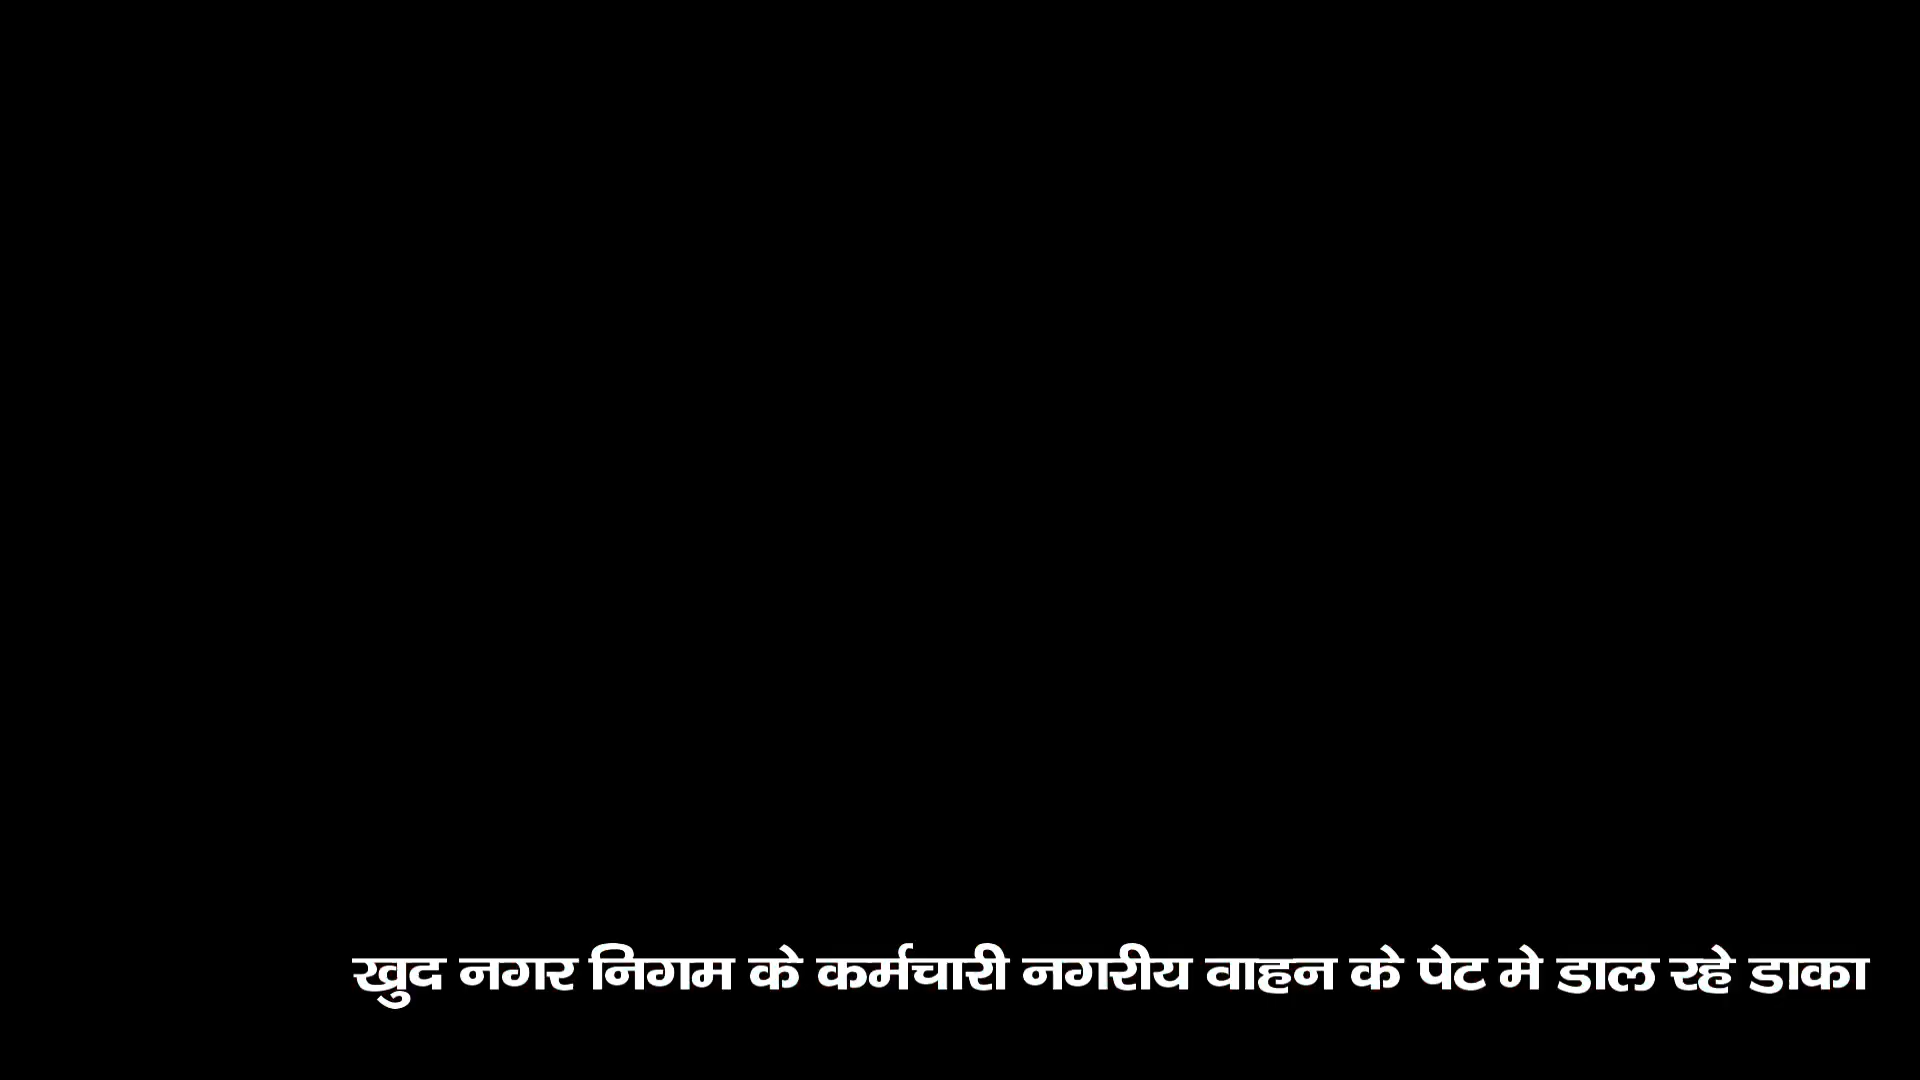 खुद नगर निगम के कर्मचारी नगरीय वाहन के पेट मे डाल रहे डाका